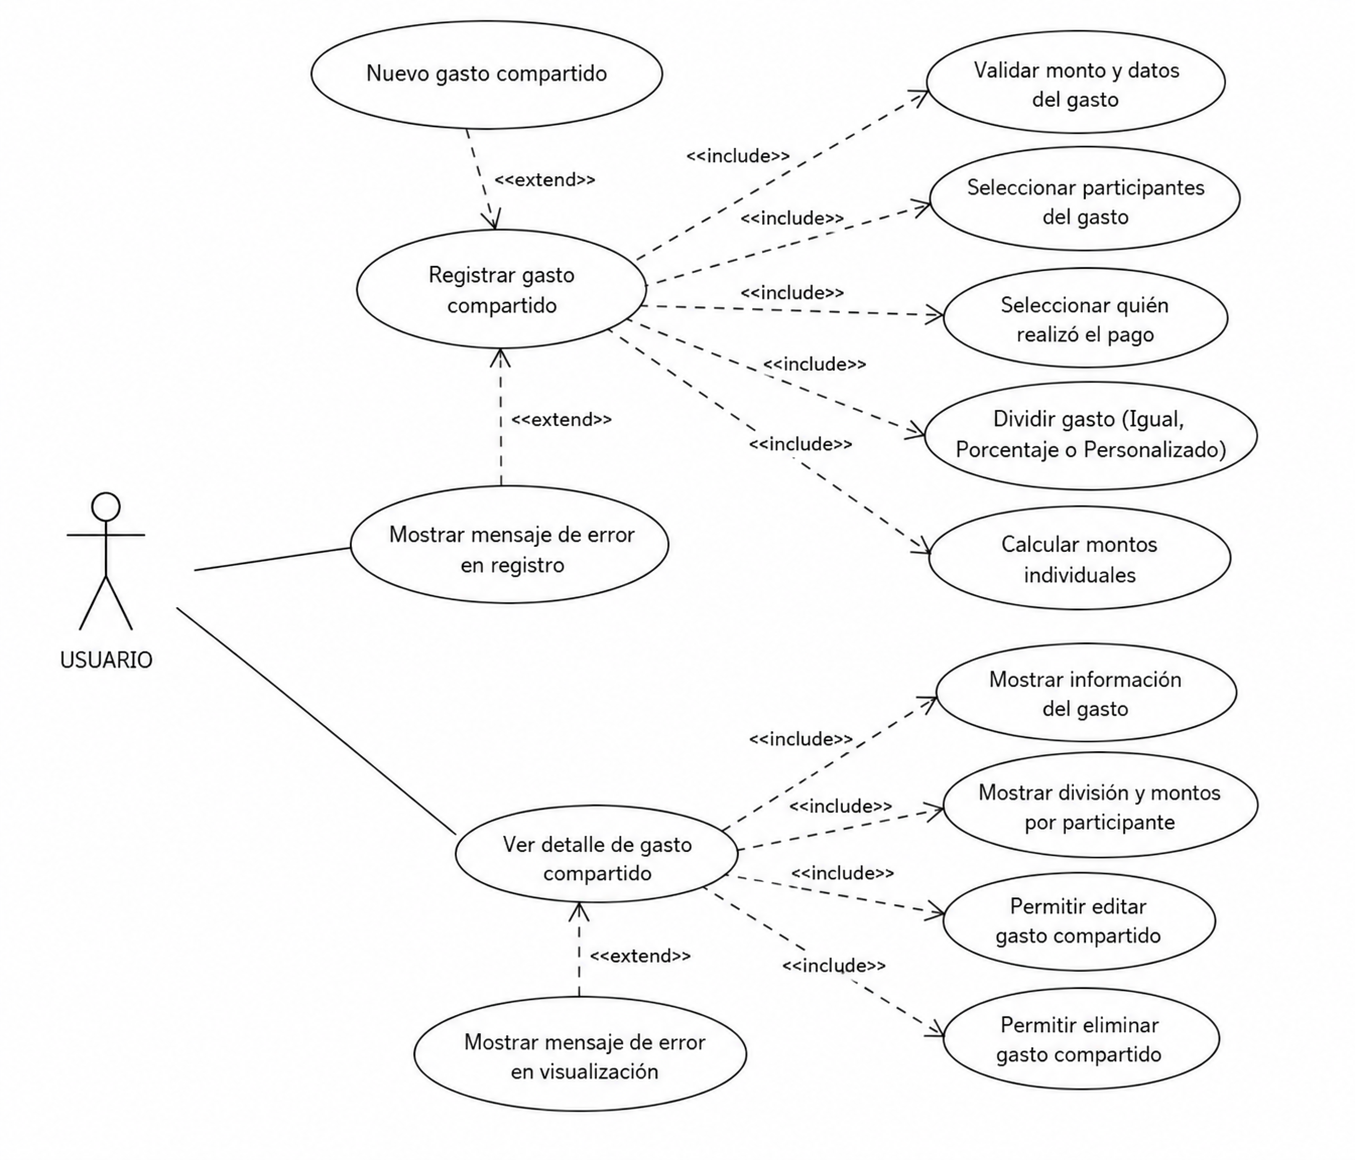 Nuevo gasto compartido
<<extend>>
Registrar gasto
compartido
<<extend>>
Mostrar mensaje de error
en registro
<<include>>
<<include>>
<<include>>
<<include>>
<<include>>
Validar monto y datos
del gasto
Seleccionar participantes
del gasto
Seleccionar quién
realizó el pago
Dividir gasto (Igual,
Porcentaje o Personalizado)
Calcular montos
individuales
USUARIO
Ver detalle de gasto
compartido
<<extend>>
Mostrar mensaje de error
en visualización
<<include>>
<<include>>
<<include>>
<<include>>
Mostrar información
del gasto
Mostrar división y montos
por participante
Permitir editar
gasto compartido
Permitir eliminar
gasto compartido